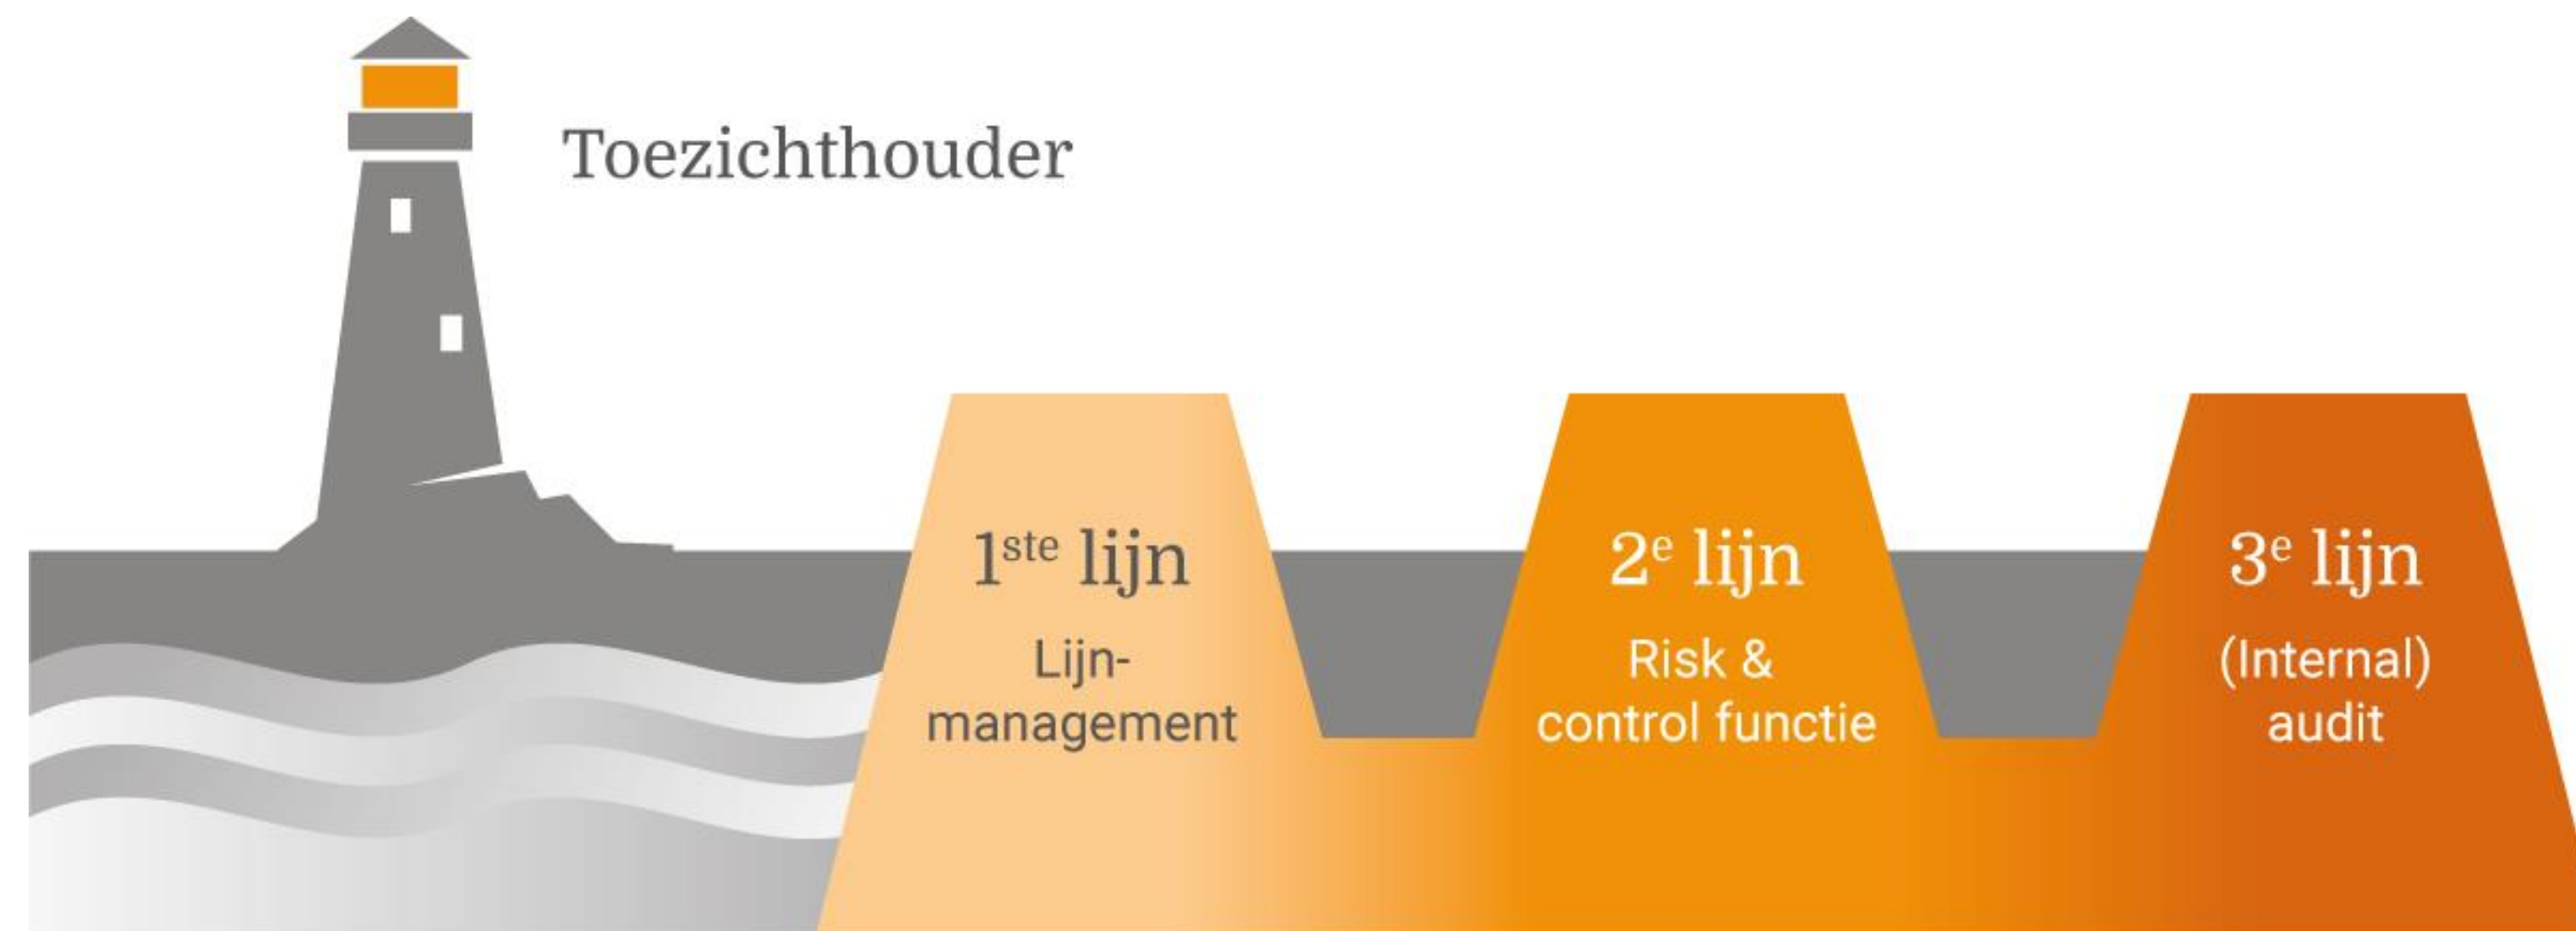 Toezichthouder
1ste lijn
Lijn-
management
2e lijn
Risk &
control functie
3e lijn
(Internal)
audit